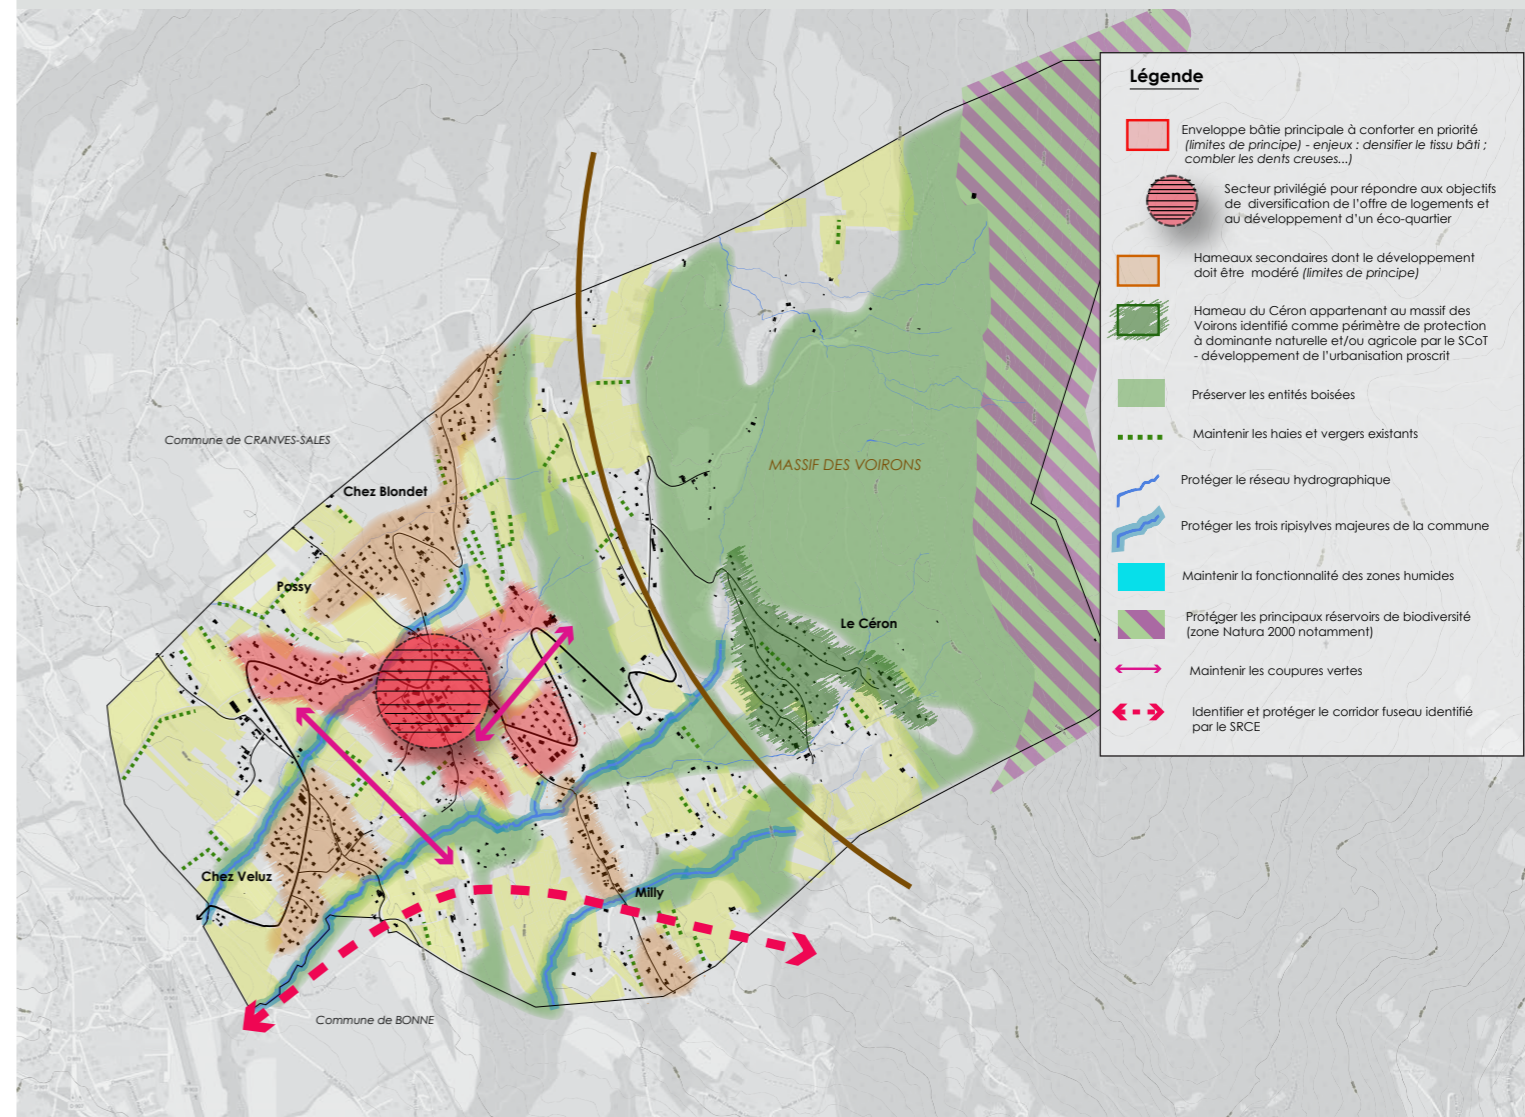 Légende
Enveloppe bâtie principale à conforter en priorité
(limites de principe) - enjeux : densifier le tissu bâti ;
combler les dents creuses...)
Secteur privilégié pour répondre aux objectifs
de diversification de l'offre de logements et
au développement d'un éco-quartier
Hameaux secondaires dont le développement
doit être modéré (limites de principe)
Hameau du Céron appartenant au massif des
Voirons identifié comme périmètre de protection
à dominante naturelle et/ou agricole par le SCoT
- développement de l'urbanisation proscrit
Préserver les entités boisées
Maintenir les haies et vergers existants
Protéger le réseau hydrographique
Protéger les trois ripisylves majeures de la commune
Maintenir la fonctionnalité des zones humides
Protéger les principaux réservoirs de biodiversité
(zone Natura 2000 notamment)
Maintenir les coupures vertes
Identifier et protéger le corridor fuseau identifié
par le SRCE
Commune de CRANVES-SALES
MASSIF DES VOIRONS
Chez Blondet
Possy
Le Céron
Chez Veluz
Milly
Commune de BONNE